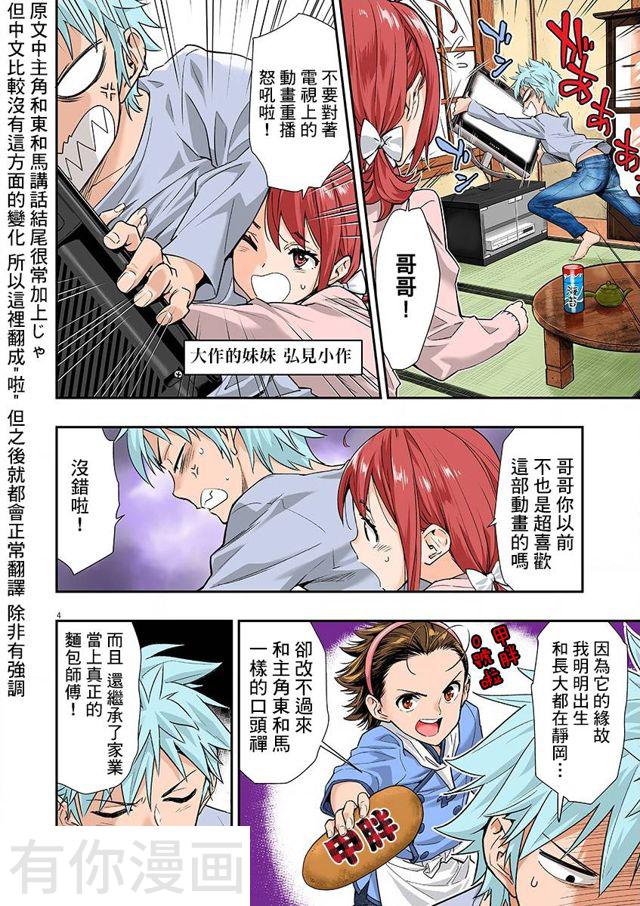 原文中主角和東和馬講話結尾很常加上じゃ
但中文比較沒有這方面的變化 所以這裡翻成"啦" 但之後就都會正常翻譯 除非有強調
哥哥！
不要對著
電視上的
動畫重播
怒吼啦！
大作的妹妹 弘見小作
哥哥你以前
不也是超喜歡
這部動畫的嗎
沒錯啦！
因為它的緣故
我明明出生
和長大都在靜岡…
甲胖
0號啦
甲胖
卻改不過來
和主角東和馬
一樣的口頭禪
而且 還繼承了家業
當上真正的
麵包師傅！
4
有你漫画